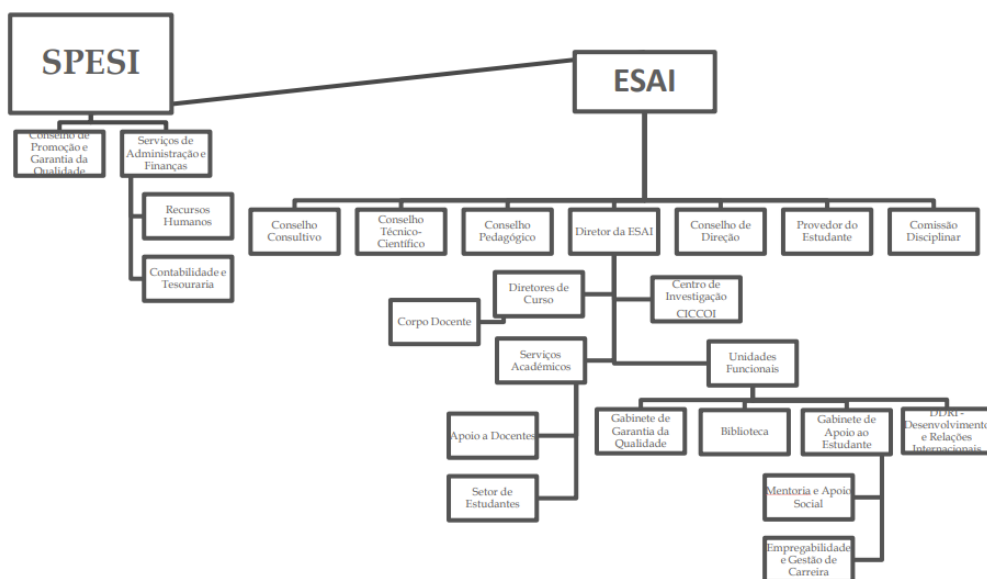 SPESI
ESAI
Conselho de
Promoção e
Garantia da
Qualidade
Serviços de
Administração e
Finanças
Recursos
Humanos
Contabilidade e
Tesouraria
Conselho
Consultivo
Conselho
Técnico-
Científico
Conselho
Pedagógico
Diretor da ESAI
Conselho de
Direção
Provedor do
Estudante
Comissão
Disciplinar
Diretores de
Curso
Centro de
Investigação
CICCOI
Corpo Docente
Serviços
Académicos
Unidades
Funcionais
Apoio a Docentes
Setor de
Estudantes
Gabinete de
Garantia da
Qualidade
Biblioteca
Gabinete de
Apoio ao
Estudante
DDRI -
Desenvolvimento
e Relações
Internacionais
Mentoria e Apoio
Social
Empregabilidade
e Gestão de
Carreira